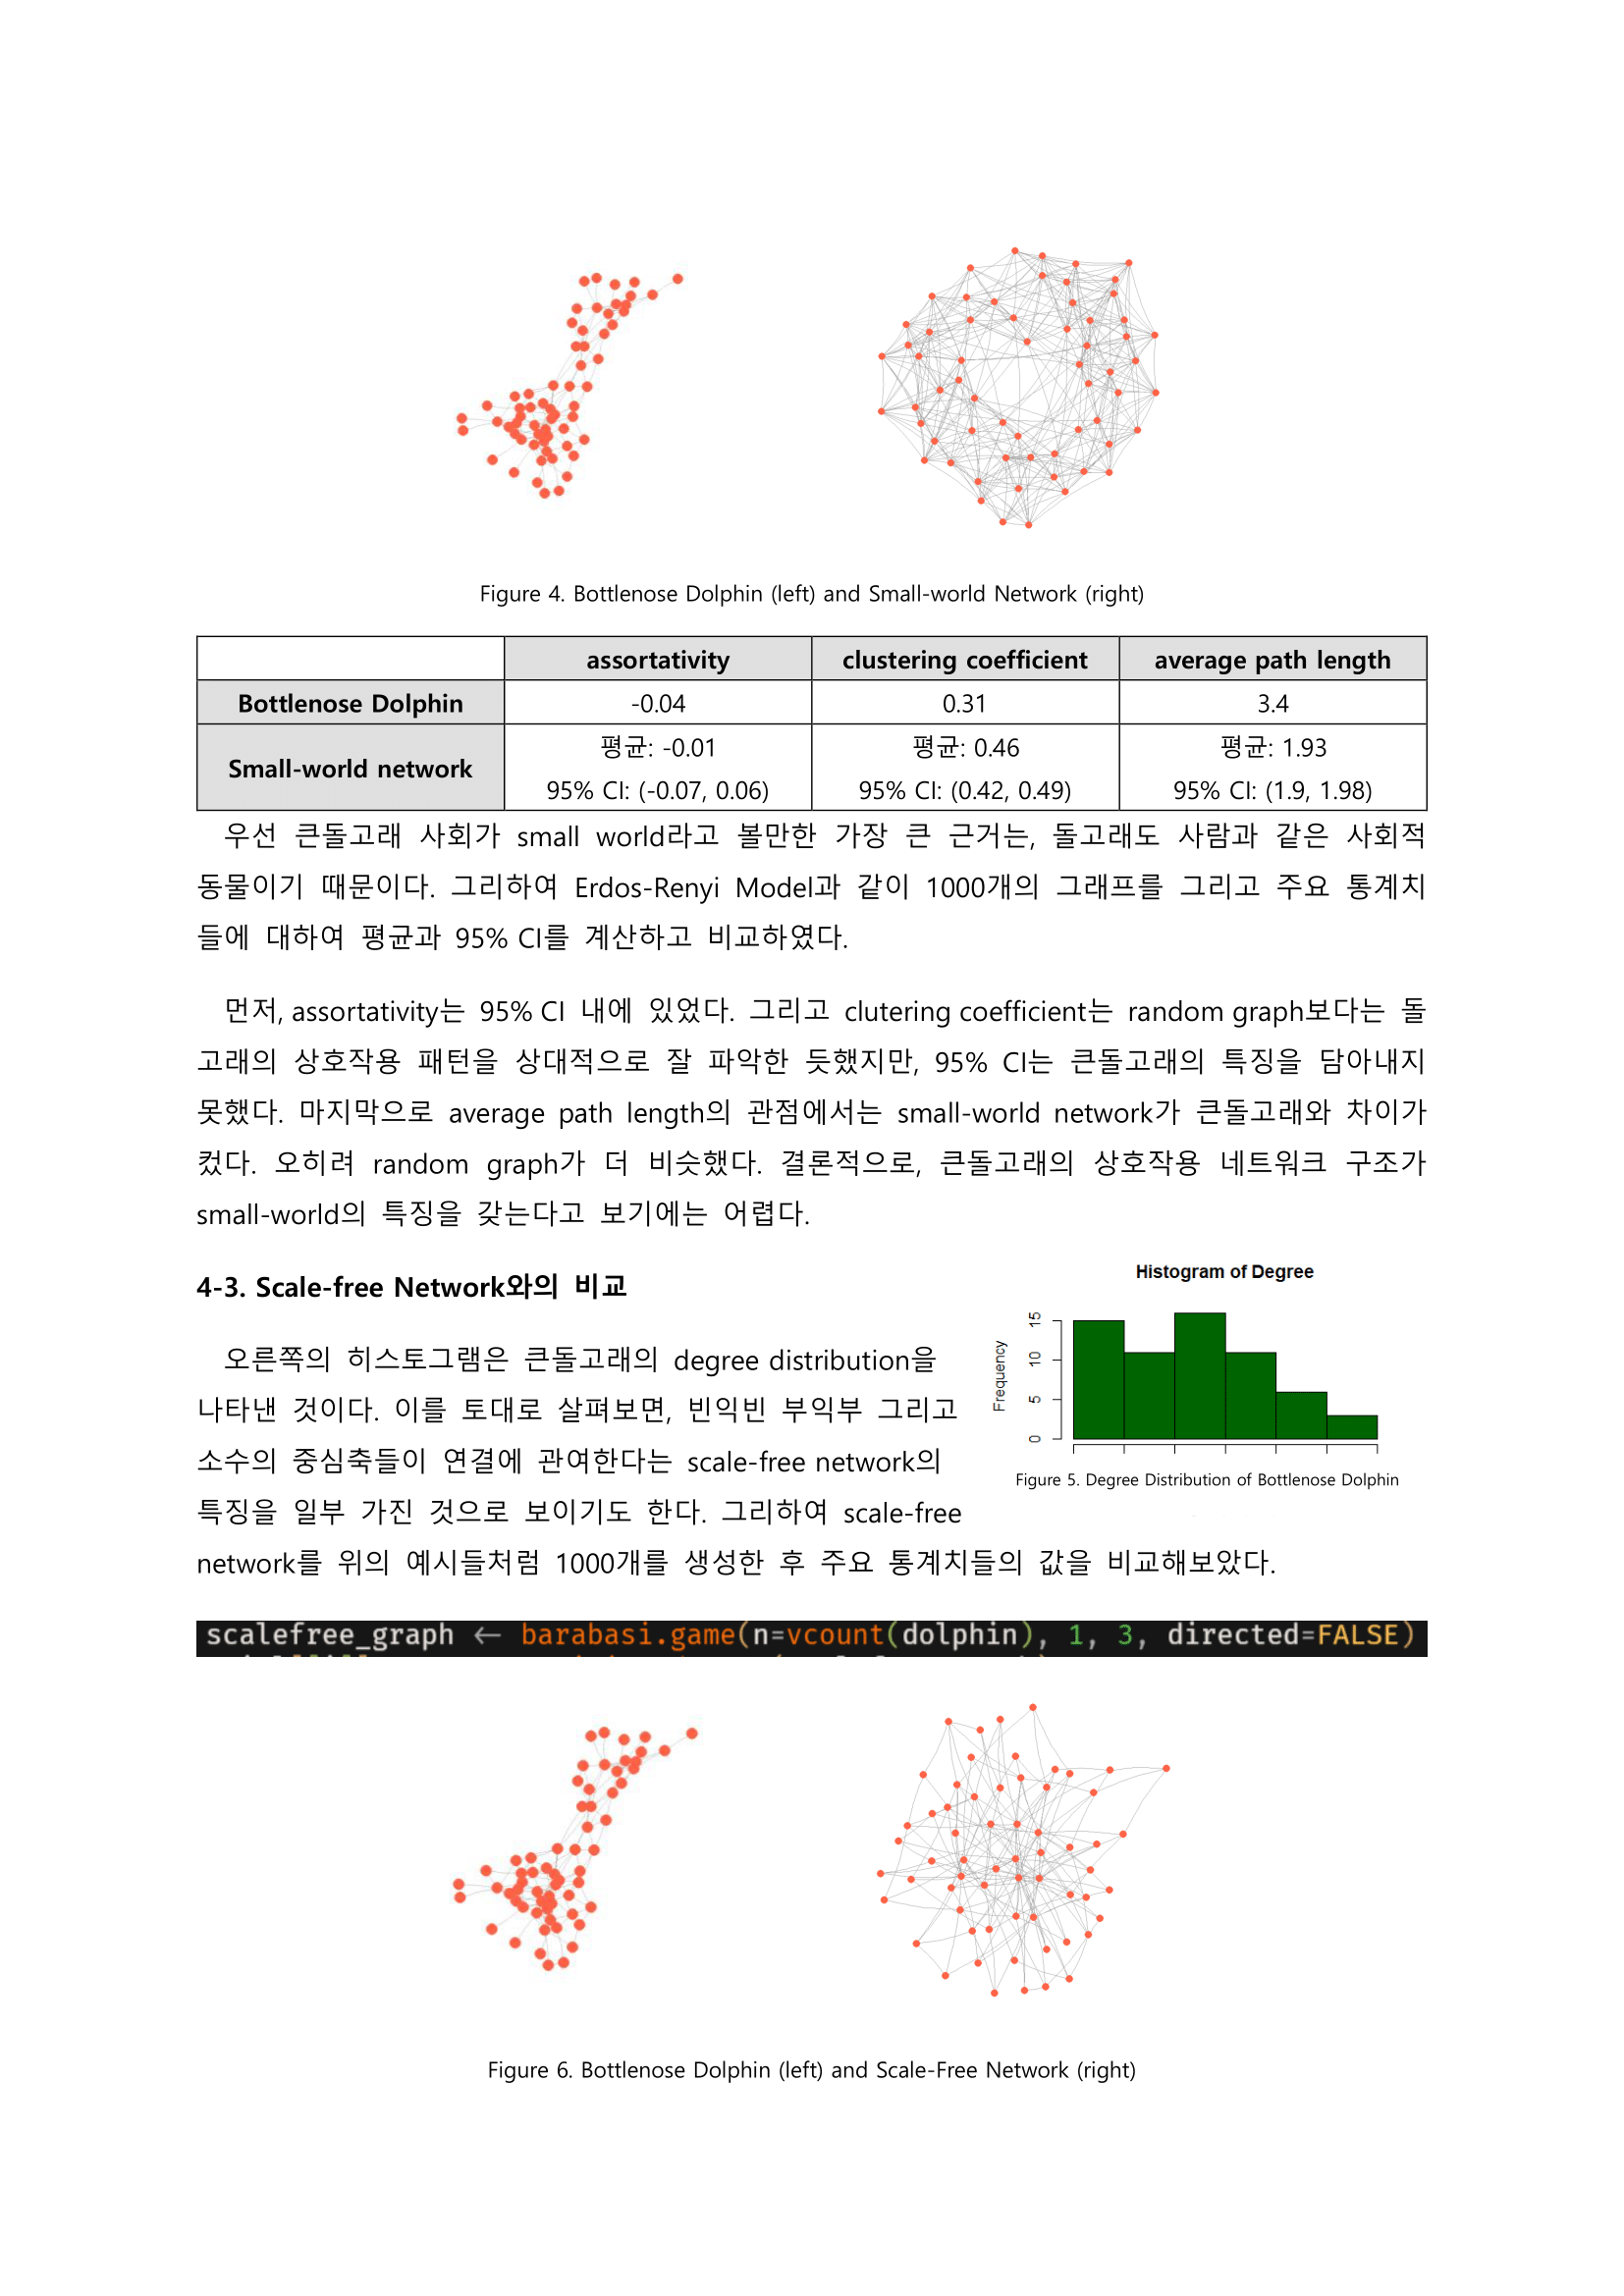 Figure 4. Bottlenose Dolphin (left) and Small-world Network (right)
assortativity clustering coefficient average path length
Bottlenose Dolphin -0.04 0.31 3.4
Small-world network 평균: -0.01 평균: 0.46 평균: 1.93
95% CI: (-0.07, 0.06) 95% CI: (0.42, 0.49) 95% CI: (1.9, 1.98)
우선 큰돌고래 사회가 small world라고 볼만한 가장 큰 근거는, 돌고래도 사람과 같은 사회적
동물이기 때문이다. 그리하여 Erdos-Renyi Model과 같이 1000개의 그래프를 그리고 주요 통계치
들에 대하여 평균과 95% CI를 계산하고 비교하였다.
먼저, assortativity는 95% CI 내에 있었다. 그리고 clutering coefficient는 random graph보다는 돌
고래의 상호작용 패턴을 상대적으로 잘 파악한 듯했지만, 95% CI는 큰돌고래의 특징을 담아내지
못했다. 마지막으로 average path length의 관점에서는 small-world network가 큰돌고래와 차이가
컸다. 오히려 random graph가 더 비슷했다. 결론적으로, 큰돌고래의 상호작용 네트워크 구조가
small-world의 특징을 갖는다고 보기에는 어렵다.
4-3. Scale-free Network와의 비교
오른쪽의 히스토그램은 큰돌고래의 degree distribution을
나타낸 것이다. 이를 토대로 살펴보면, 빈익빈 부익부 그리고
소수의 중심축들이 연결에 관여한다는 scale-free network의
특징을 일부 가진 것으로 보이기도 한다. 그리하여 scale-free
network를 위의 예시들처럼 1000개를 생성한 후 주요 통계치들의 값을 비교해보았다.
Histogram of Degree
Frequency
0 5 10 15
Figure 5. Degree Distribution of Bottlenose Dolphin
scalefree_graph ← barabasi.game(n=vcount(dolphin), 1, 3, directed=FALSE)
Figure 6. Bottlenose Dolphin (left) and Scale-Free Network (right)